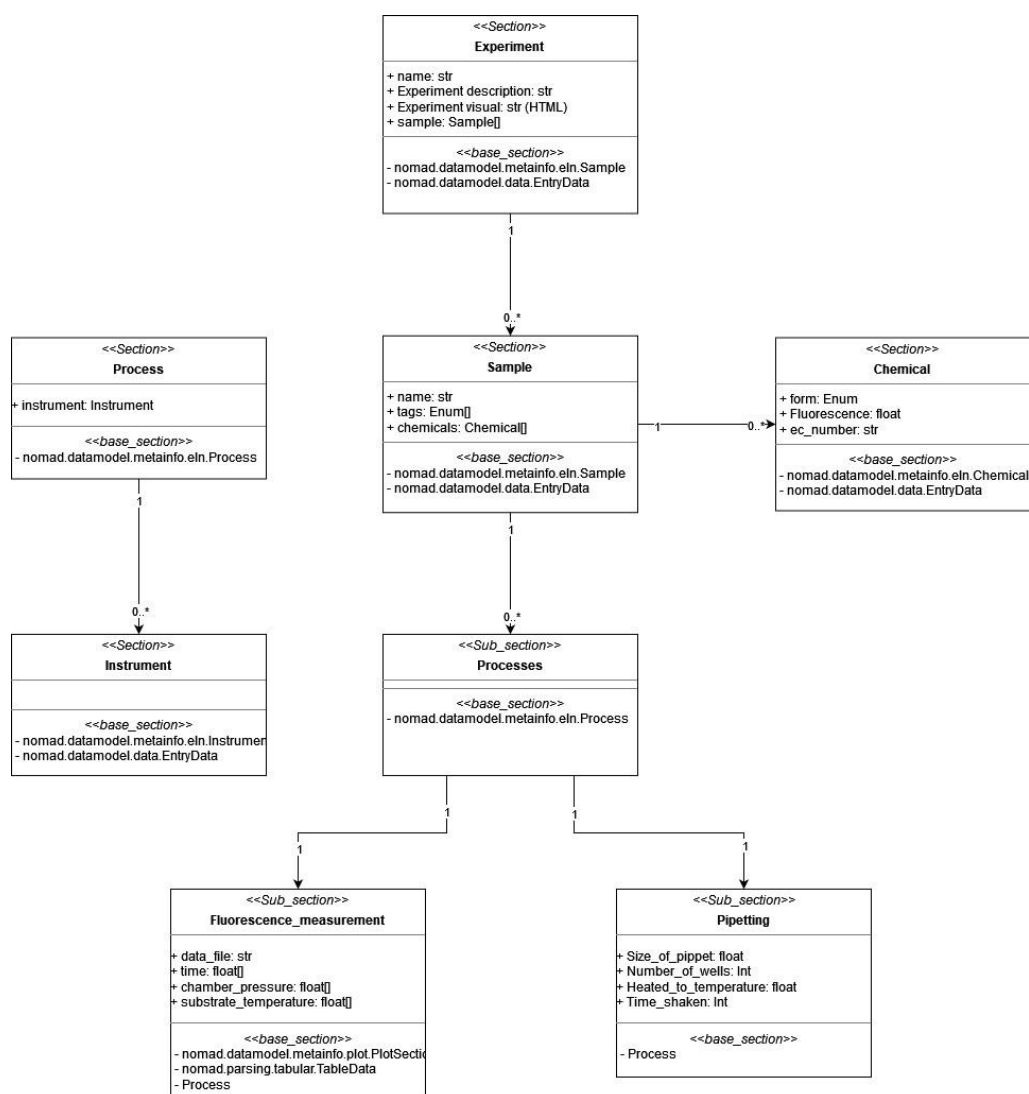 <<Section>>
Experiment
+ name: str
+ Experiment description: str
+ Experiment visual: str (HTML)
+ sample: Sample[]
<<base_section>>
- nomad.datamodel.metainfo.eln.Sample
- nomad.datamodel.data.EntryData
1
0..*
<<Section>>
Process
+ instrument: Instrument
<<base_section>>
- nomad.datamodel.metainfo.eln.Process
1
0..*
<<Section>>
Sample
+ name: str
+ tags: Enum[]
+ chemicals: Chemical[]
<<base_section>>
- nomad.datamodel.metainfo.eln.Sample
- nomad.datamodel.data.EntryData
1
0..*
1
0..*
<<Section>>
Chemical
+ form: Enum
+ Fluorescence: float
+ ec_number: str
<<base_section>>
- nomad.datamodel.metainfo.eln.Chemical
- nomad.datamodel.data.EntryData
<<Section>>
Instrument
<<base_section>>
- nomad.datamodel.metainfo.eln.Instrumen
- nomad.datamodel.data.EntryData
<<Sub_section>>
Processes
<<base_section>>
- nomad.datamodel.metainfo.eln.Process
1
1
1
1
<<Sub_section>>
Fluorescence_measurement
+ data_file: str
+ time: float[]
+ chamber_pressure: float[]
+ substrate_temperature: float[]
<<base_section>>
- nomad.datamodel.metainfo.plot.PlotSectio
- nomad.parsing.tabular.TableData
- Process
<<Sub_section>>
Pipetting
+ Size_of_pippet: float
+ Number_of_wells: Int
+ Heated_to_temperature: float
+ Time_shaken: Int
<<base_section>>
- Process